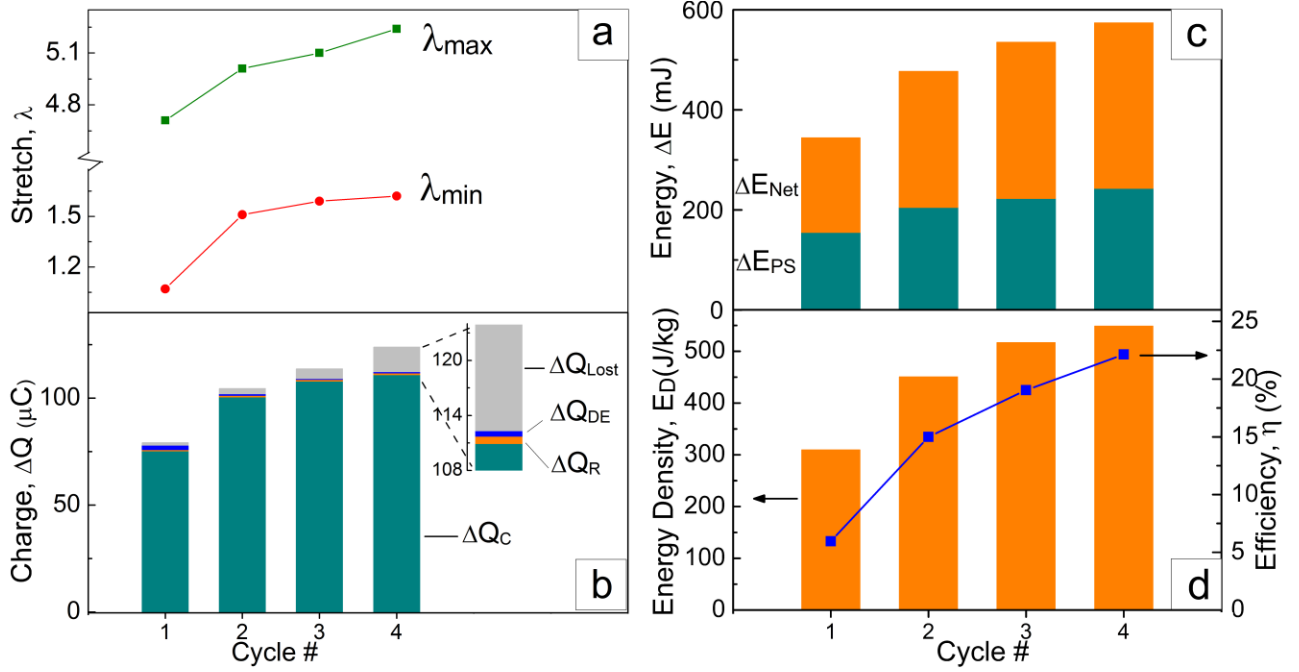 a
5.1
4.8
1.5
1.2
Stretch, λ
λmax
λmin
b
100
50
0
Charge, ΔQ (μC)
120
114
108
ΔQLost
ΔQDE
ΔQR
ΔQC
1 2 3 4
Cycle #
c
600
400
200
0
Energy, ΔE (mJ)
ΔENet
ΔEPS
d
500
400
300
200
100
0
Energy Density, ED(J/kg)
25
20
15
10
5
0
Efficiency, η (%)
1 2 3 4
Cycle #